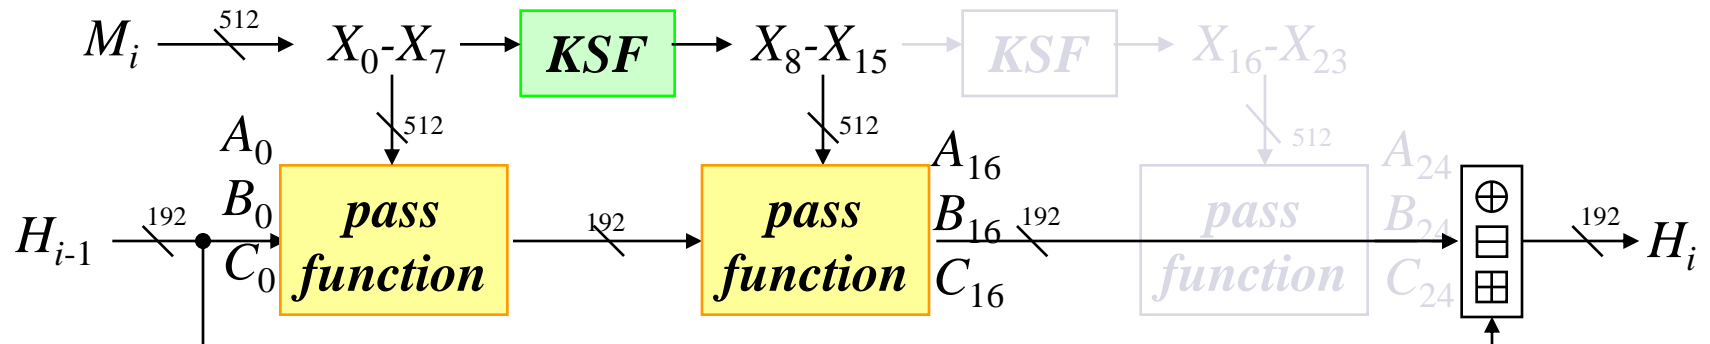 512
M_i X_0-X_7 KSF X_8-X_15 KSF X_16-X_23
512 512 512
A_0 A_16 A_24
192 B_0 pass 192 pass B_16 192 pass B_24 192
H_{i-1} C_0 function function C_16 function C_24 H_i
⊕
⊟
⊞